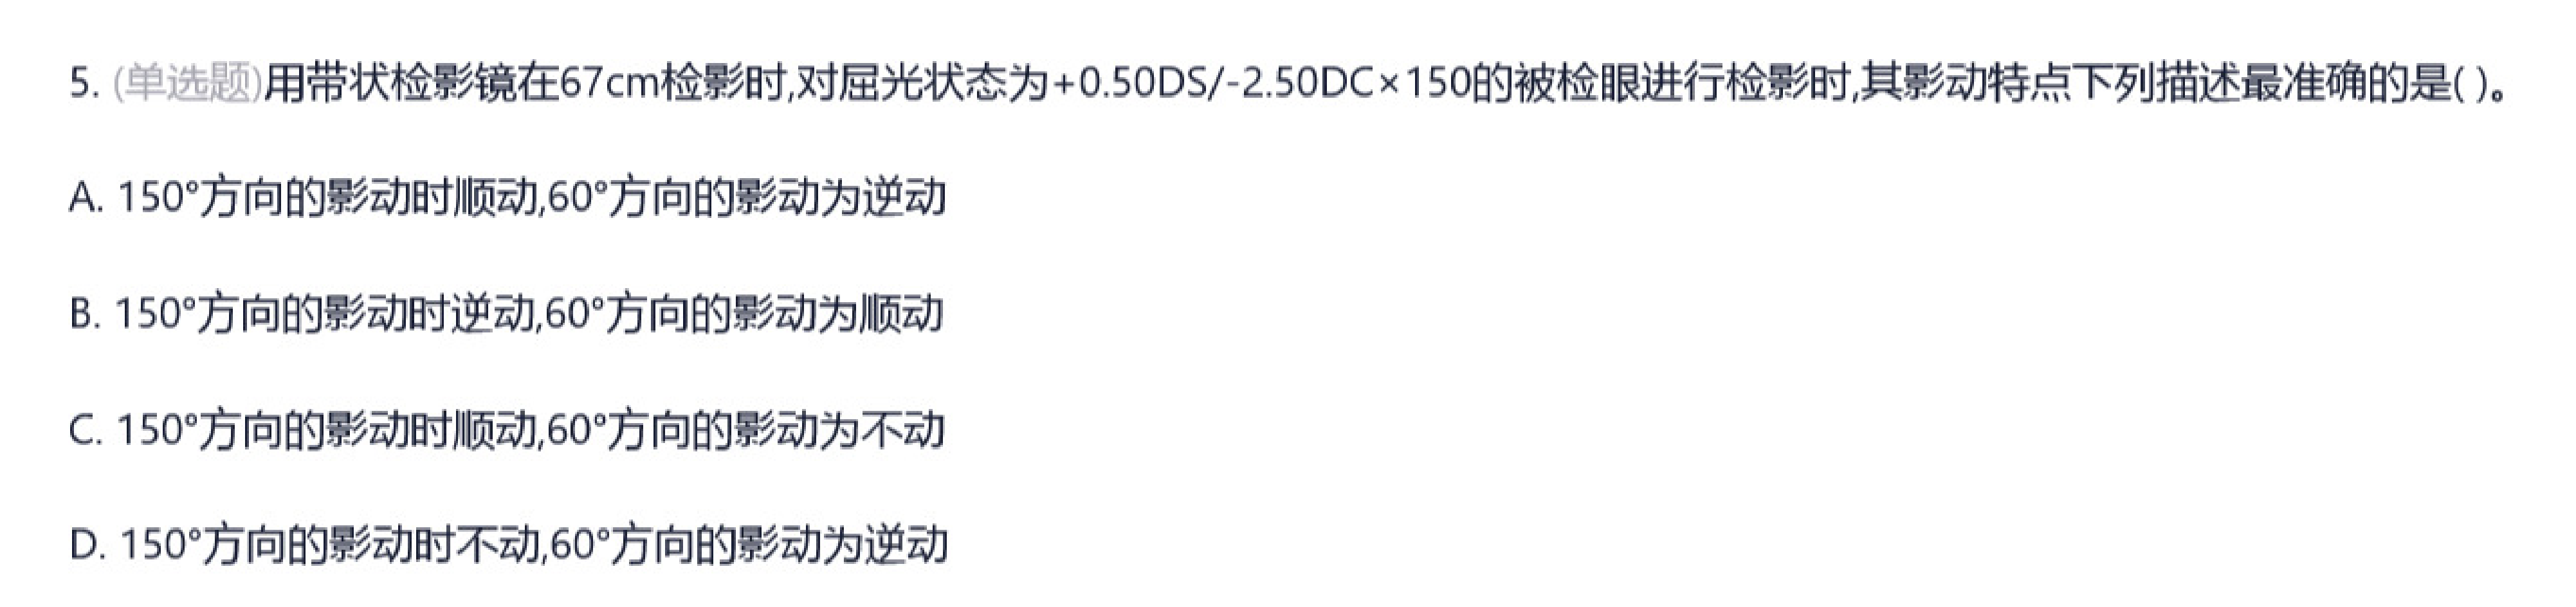 5. (单选题)用带状检影镜在67cm检影时,对屈光状态为+0.50DS/-2.50DC×150的被检眼进行检影时,其影动特点下列描述最准确的是( )。
A. 150°方向的影动时顺动,60°方向的影动为逆动
B. 150°方向的影动时逆动,60°方向的影动为顺动
C. 150°方向的影动时顺动,60°方向的影动为不动
D. 150°方向的影动时不动,60°方向的影动为逆动